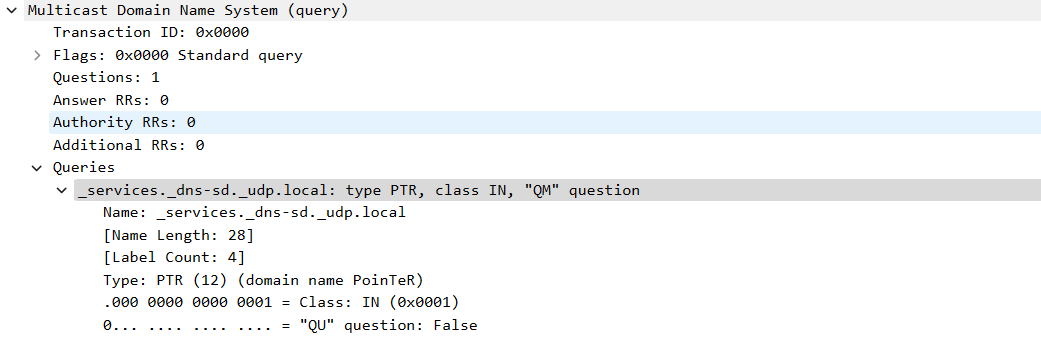 Multicast Domain Name System (query)
Transaction ID: 0x0000
Flags: 0x0000 Standard query
Questions: 1
Answer RRs: 0
Authority RRs: 0
Additional RRs: 0
Queries
_services._dns-sd._udp.local: type PTR, class IN, "QM" question
Name: _services._dns-sd._udp.local
[Name Length: 28]
[Label Count: 4]
Type: PTR (12) (domain name PoinTeR)
.000 0000 0000 0001 = Class: IN (0x0001)
0... .... .... .... = "QU" question: False